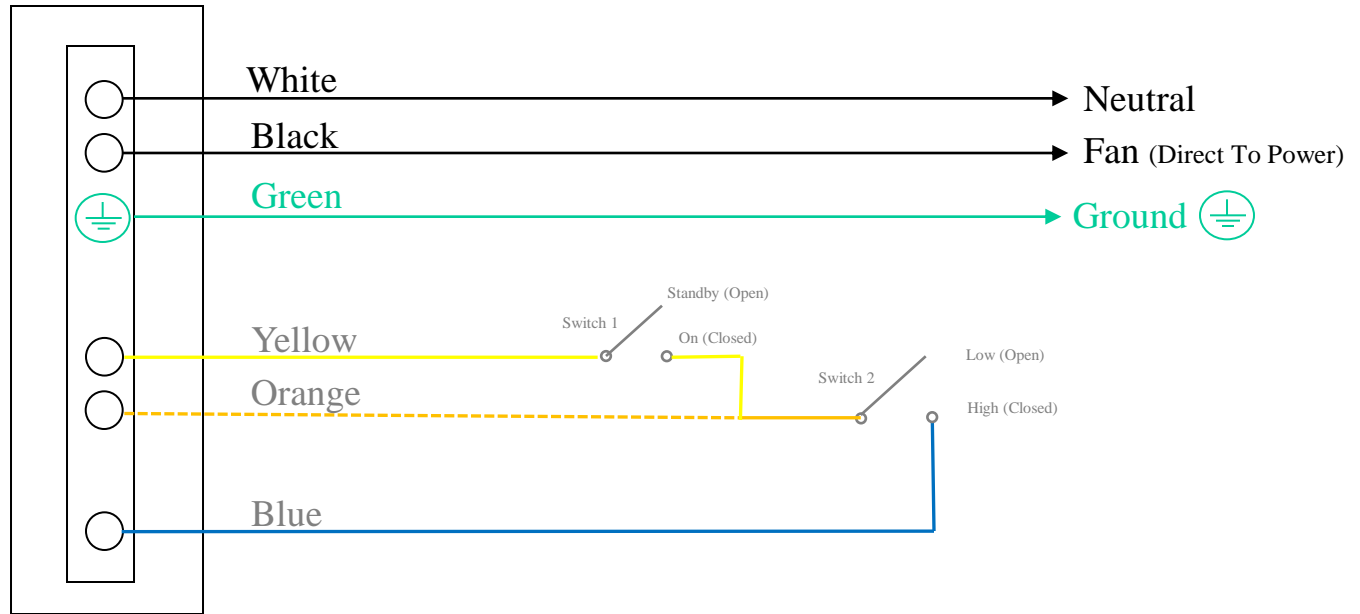 White
Neutral
Black
Fan (Direct To Power)
Green
Ground
Standby (Open)
Switch 1
On (Closed)
Yellow
Low (Open)
Switch 2
Orange
High (Closed)
Blue